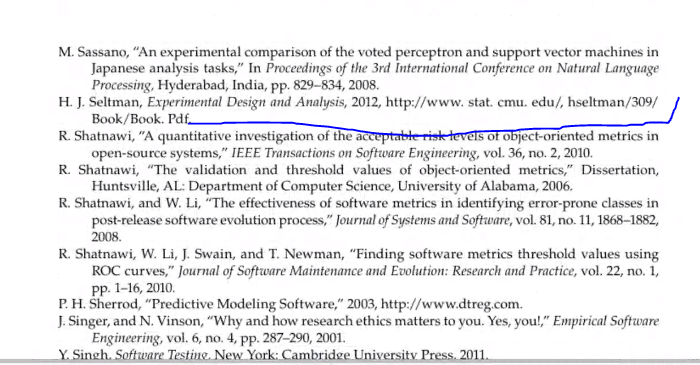 M. Sassano, “An experimental comparison of the voted perceptron and support vector machines in
Japanese analysis tasks,” In Proceedings of the 3rd International Conference on Natural Language
Processing, Hyderabad, India, pp. 829–834, 2008.
H. J. Seltman, Experimental Design and Analysis, 2012, http://www. stat. cmu. edu/, hseltman/309/
Book/Book. Pdf.
R. Shatnawi, “A quantitative investigation of the acceptable risk levels of object-oriented metrics in
open-source systems,” IEEE Transactions on Software Engineering, vol. 36, no. 2, 2010.
R. Shatnawi, “The validation and threshold values of object-oriented metrics,” Dissertation,
Huntsville, AL: Department of Computer Science, University of Alabama, 2006.
R. Shatnawi, and W. Li, “The effectiveness of software metrics in identifying error-prone classes in
post-release software evolution process,” Journal of Systems and Software, vol. 81, no. 11, 1868–1882,
2008.
R. Shatnawi, W. Li, J. Swain, and T. Newman, “Finding software metrics threshold values using
ROC curves,” Journal of Software Maintenance and Evolution: Research and Practice, vol. 22, no. 1,
pp. 1–16, 2010.
P. H. Sherrod, “Predictive Modeling Software,” 2003, http://www.dtreg.com.
J. Singer, and N. Vinson, “Why and how research ethics matters to you. Yes, you!,” Empirical Software
Engineering, vol. 6, no. 4, pp. 287–290, 2001.
Y. Singh, Software Testing, New York: Cambridge University Press, 2011.